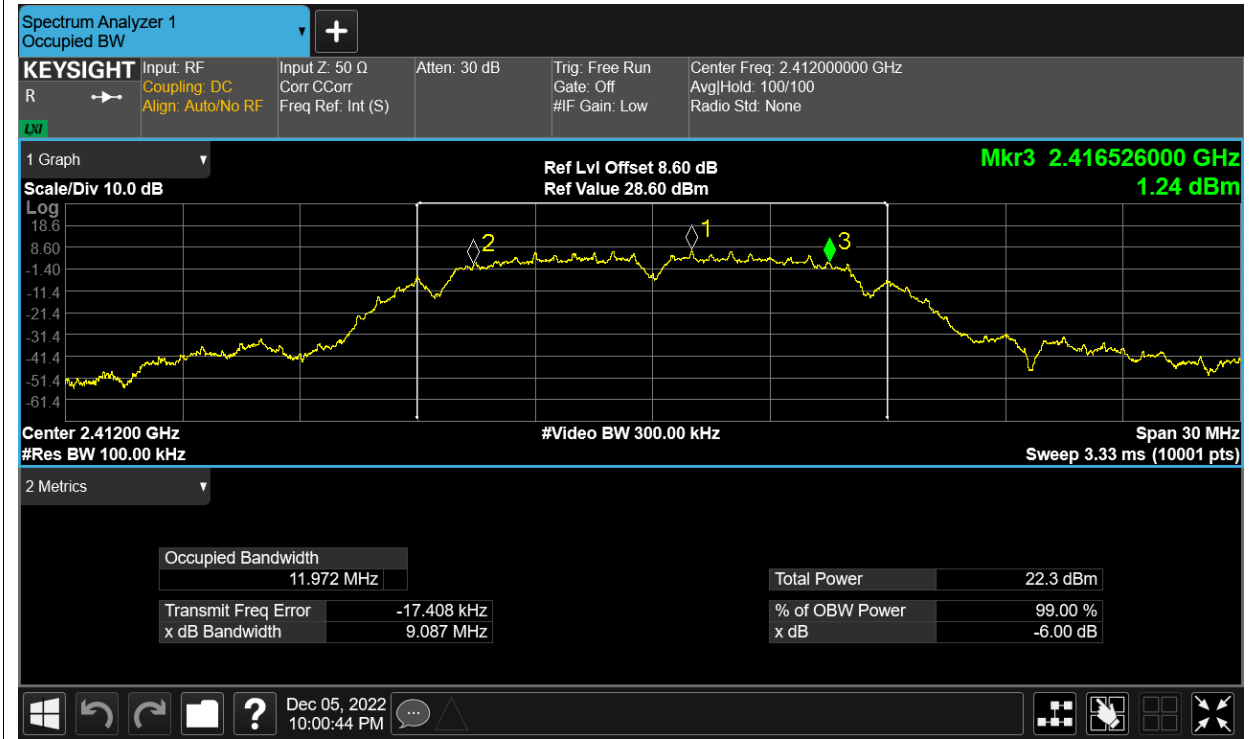 Spectrum Analyzer 1
Occupied BW
KEYSIGHT
R
LXI
Input: RF
Coupling: DC
Align: Auto/No RF
Input Z: 50 Ω
Corr CCorr
Freq Ref: Int (S)
Atten: 30 dB
Trig: Free Run
Gate: Off
#IF Gain: Low
Center Freq: 2.412000000 GHz
Avg|Hold: 100/100
Radio Std: None
1 Graph
Scale/Div 10.0 dB
Ref Lvl Offset 8.60 dB
Ref Value 28.60 dBm
Mkr3 2.416526000 GHz
1.24 dBm
Log
18.6
8.60
-1.40
-11.4
-21.4
-31.4
-41.4
-51.4
-61.4
2
1
3
Center 2.41200 GHz
#Res BW 100.00 kHz
#Video BW 300.00 kHz
Span 30 MHz
Sweep 3.33 ms (10001 pts)
2 Metrics
Occupied Bandwidth
11.972 MHz
Transmit Freq Error -17.408 kHz
x dB Bandwidth 9.087 MHz
Total Power 22.3 dBm
% of OBW Power 99.00 %
x dB -6.00 dB
?
Dec 05, 2022
10:00:44 PM